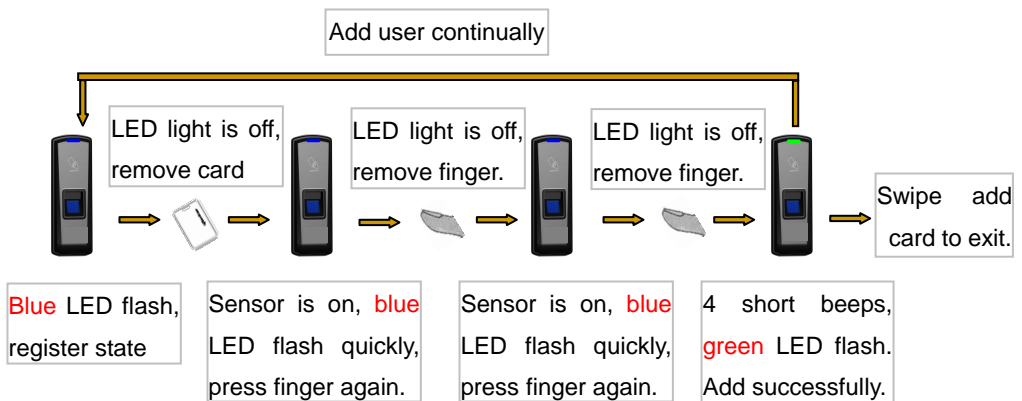 Add user continually
LED light is off,
remove card
LED light is off,
remove finger.
LED light is off,
remove finger.
Swipe add
card to exit.
Blue LED flash,
register state
Sensor is on, blue
LED flash quickly,
press finger again.
Sensor is on, blue
LED flash quickly,
press finger again.
4 short beeps,
green LED flash.
Add successfully.